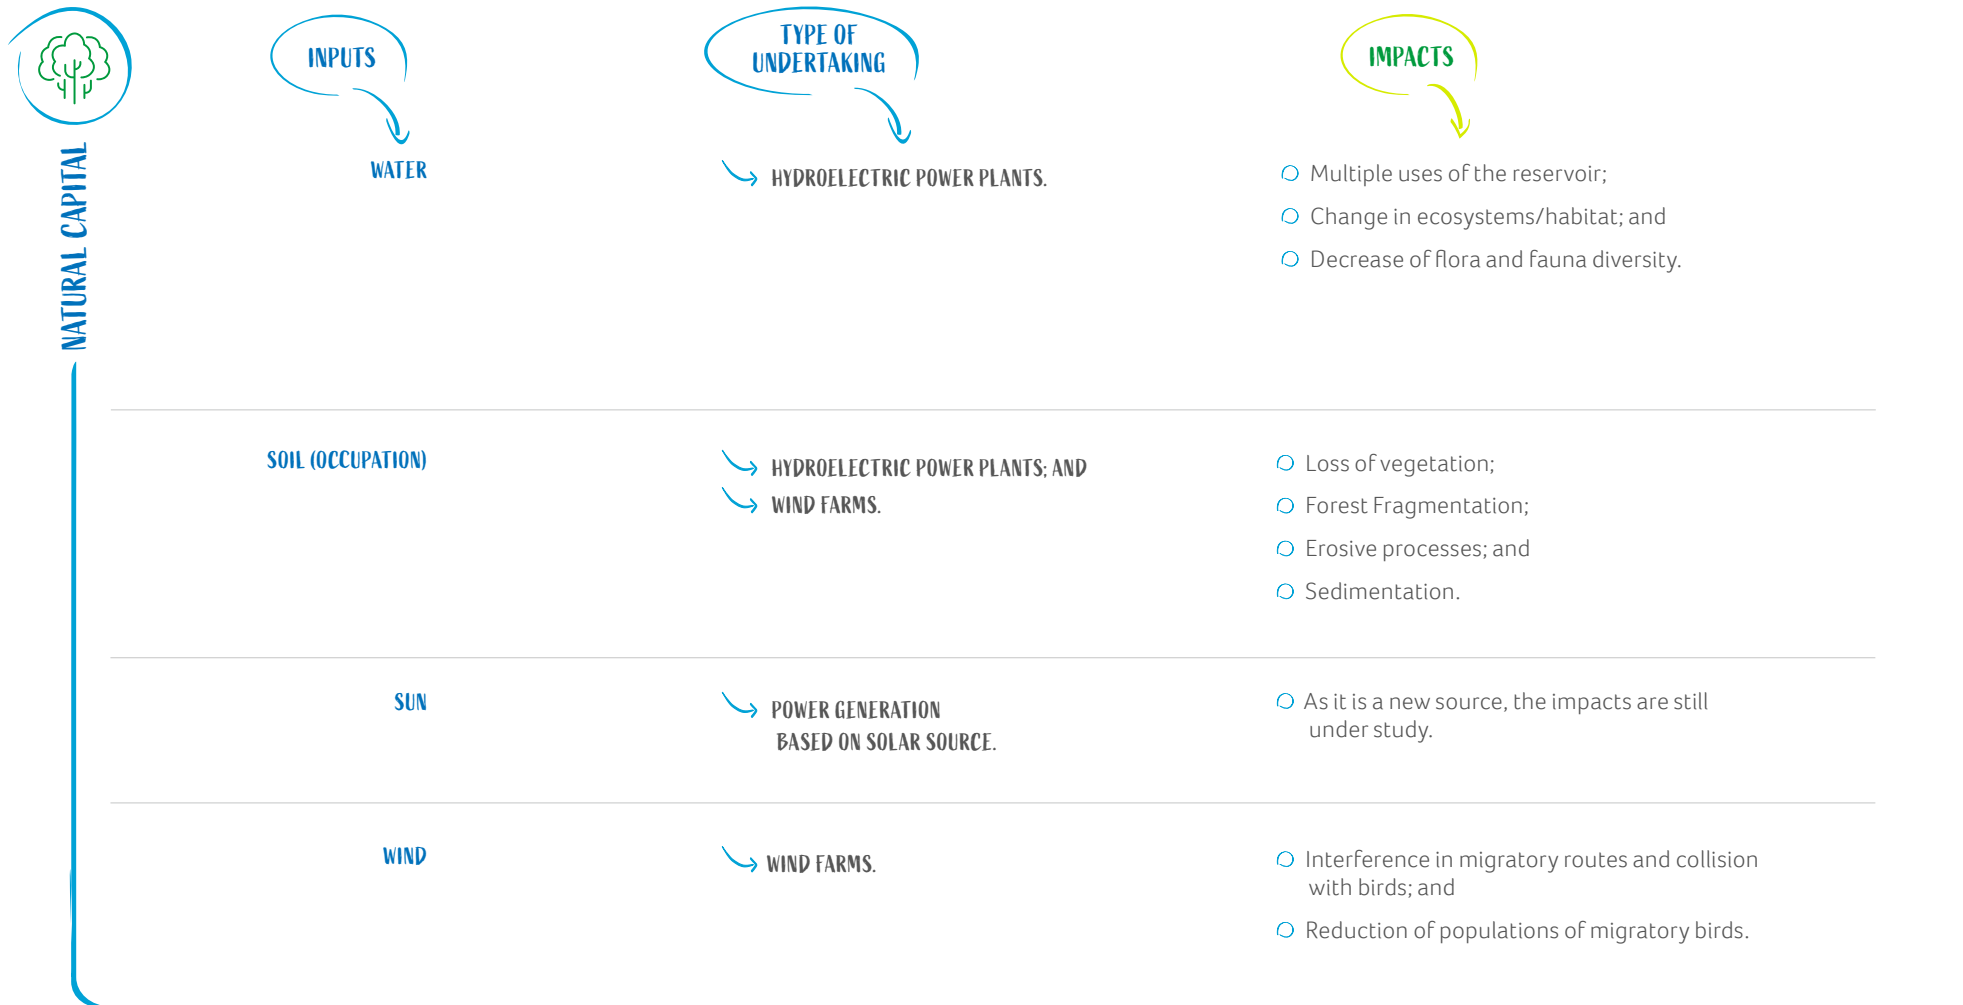 NATURAL CAPITAL
INPUTS
TYPE OF
UNDERTAKING
IMPACTS
WATER
HYDROELECTRIC POWER PLANTS.
Multiple uses of the reservoir;
Change in ecosystems/habitat; and
Decrease of flora and fauna diversity.
SOIL (OCCUPATION)
HYDROELECTRIC POWER PLANTS; AND
WIND FARMS.
Loss of vegetation;
Forest Fragmentation;
Erosive processes; and
Sedimentation.
SUN
POWER GENERATION
BASED ON SOLAR SOURCE.
As it is a new source, the impacts are still
under study.
WIND
WIND FARMS.
Interference in migratory routes and collision
with birds; and
Reduction of populations of migratory birds.